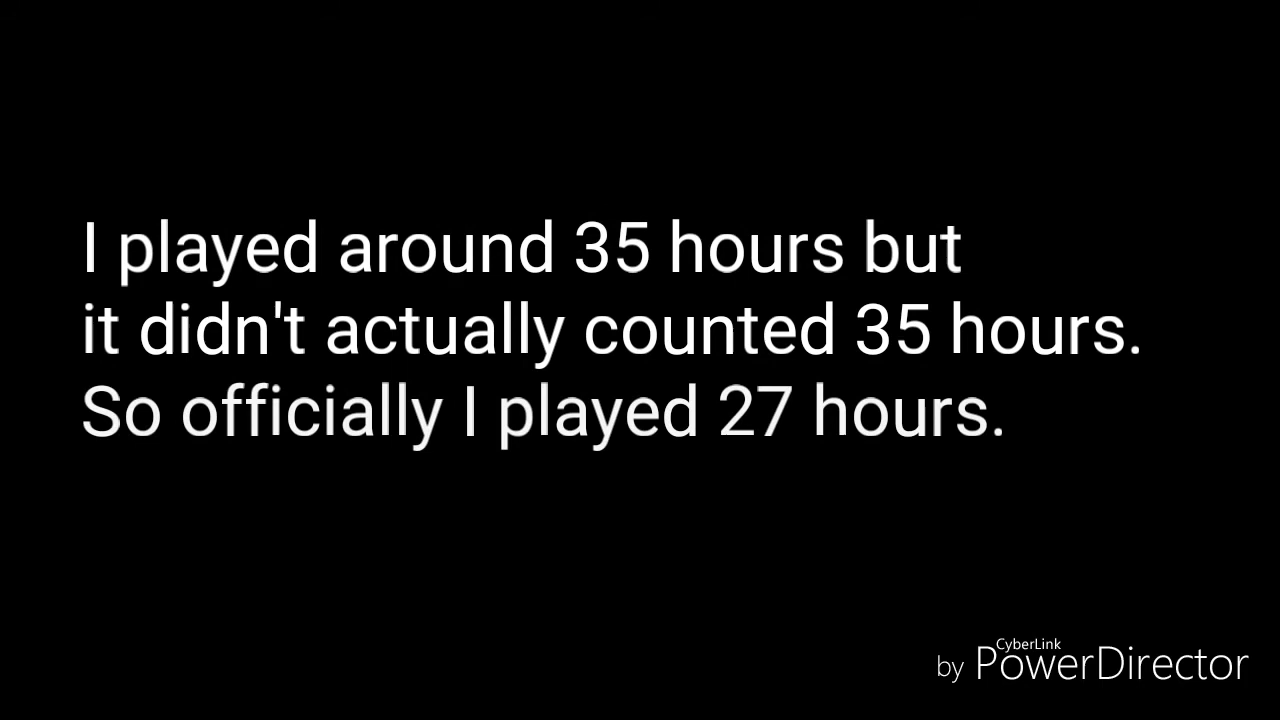 I played around 35 hours but
it didn't actually counted 35 hours.
So officially I played 27 hours.
CyberLink
by PowerDirector